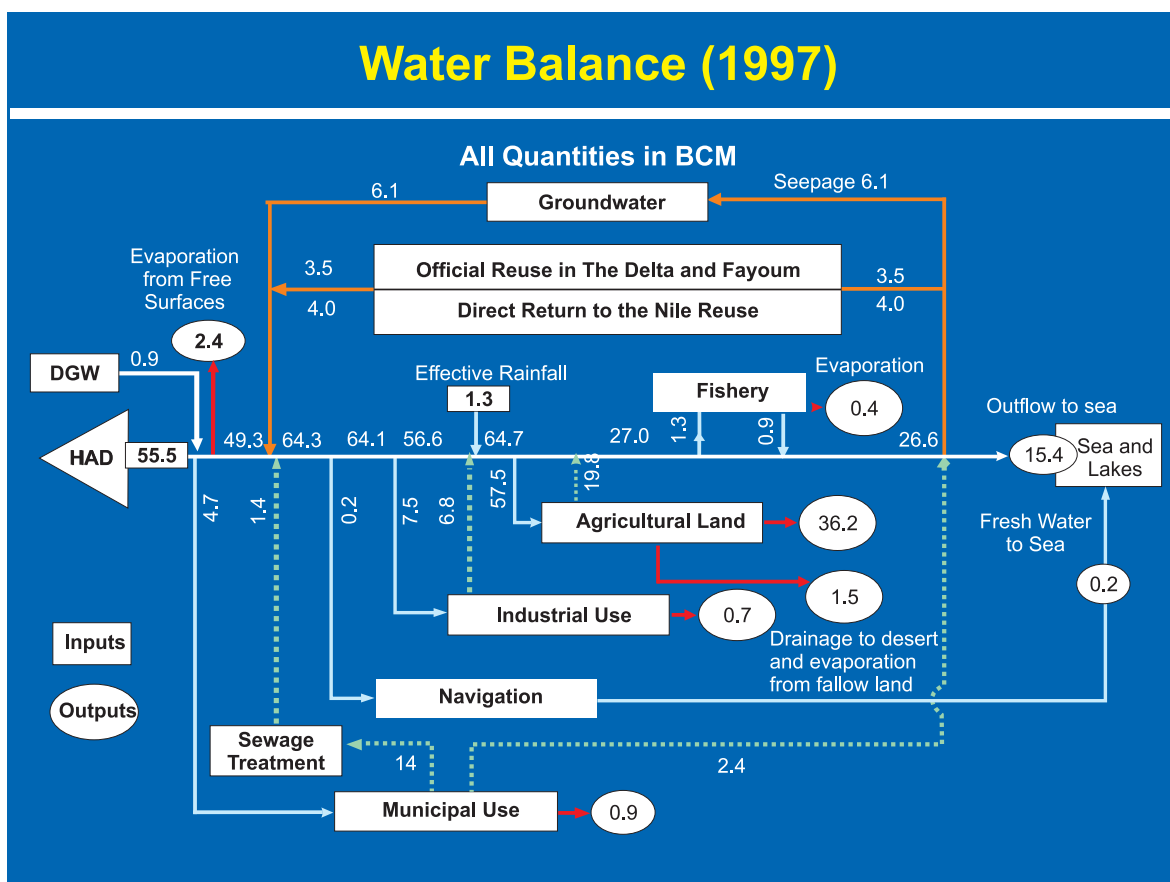 Water Balance (1997)
All Quantities in BCM
6.1
Groundwater
Seepage 6.1
Evaporation
from Free
Surfaces
3.5
4.0
Official Reuse in The Delta and Fayoum
Direct Return to the Nile Reuse
3.5
4.0
2.4
DGW
0.9
Effective Rainfall
1.3
Fishery
Evaporation
0.4
1.3
0.9
Outflow to sea
HAD
55.5
49.3
64.3
64.1
56.6
64.7
27.0
26.6
15.4
Sea and
Lakes
4.7
1.4
0.2
7.5
6.8
57.5
19.8
Agricultural Land
36.2
Fresh Water
to Sea
0.2
1.5
Industrial Use
0.7
Drainage to desert
and evaporation
from fallow land
Inputs
Outputs
Navigation
Sewage
Treatment
14
2.4
Municipal Use
0.9